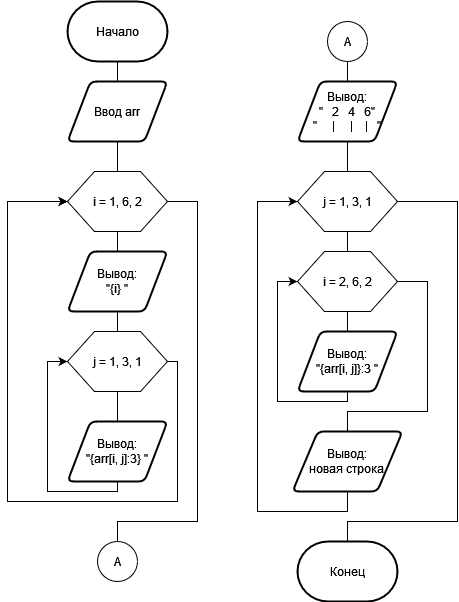 Начало
Ввод arr
i = 1, 6, 2
Вывод:
"{i} "
j = 1, 3, 1
Вывод:
"{arr[i, j]:3} "
A
A
Вывод:
"   2   4   6"
"    |    |   |   "
j = 1, 3, 1
i = 2, 6, 2
Вывод:
"{arr[i, j]}:3 "
Вывод:
новая строка
Конец